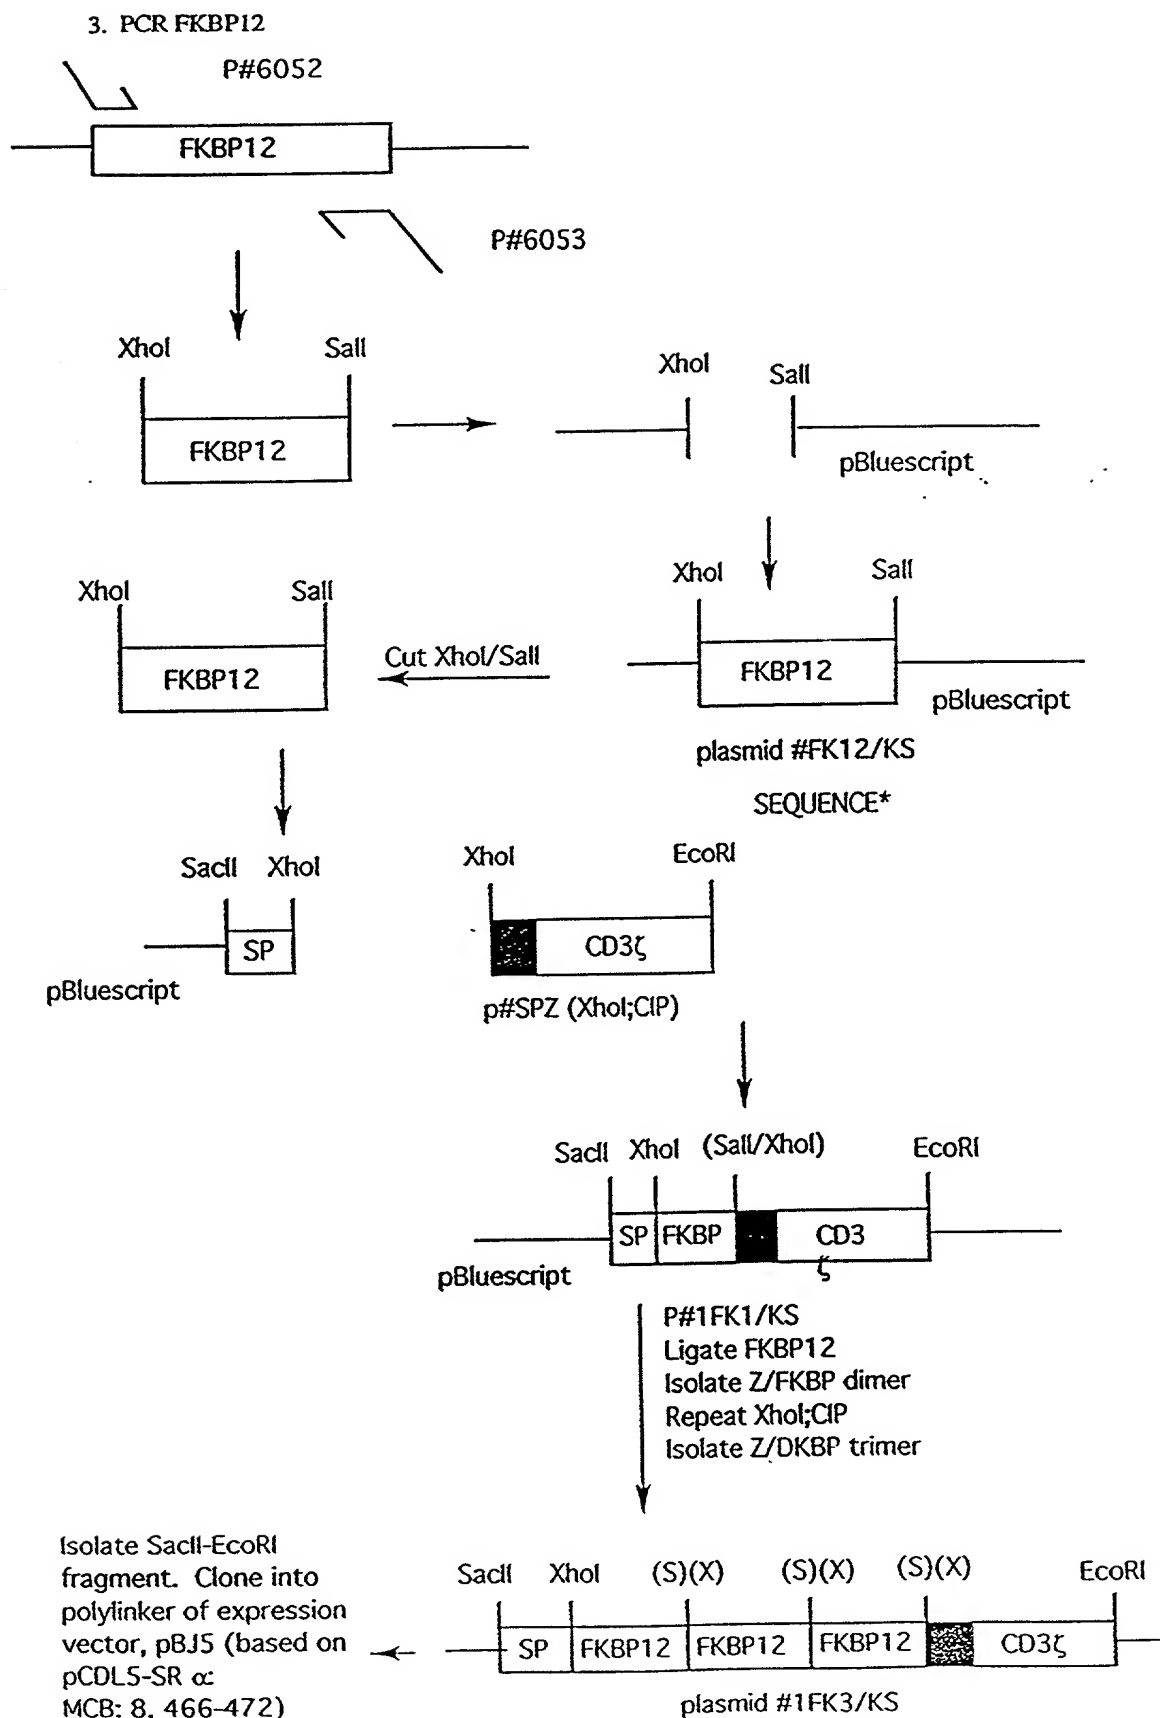 3. PCR FKBP12
P#6052
FKBP12
P#6053
XhoI SalI
FKBP12
XhoI SalI
pBluescript
XhoI SalI
FKBP12
Cut XhoI/SalI
XhoI SalI
FKBP12
pBluescript
plasmid #FK12/KS
SEQUENCE*
SacII XhoI
SP
pBluescript
XhoI EcoRI
CD3ζ
p#SPZ (XhoI;CIP)
SacII XhoI (SalI/XhoI) EcoRI
SP FKBP CD3
ζ
pBluescript
P#1FK1/KS
Ligate FKBP12
Isolate Z/FKBP dimer
Repeat XhoI;CIP
Isolate Z/DKBP trimer
Isolate SacII-EcoRI
fragment. Clone into
polylinker of expression
vector, pBJ5 (based on
pCDL5-SR α:
MCB: 8, 466-472)
SacII XhoI (S)(X) (S)(X) (S)(X) EcoRI
SP FKBP12 FKBP12 FKBP12 CD3ζ
plasmid #1FK3/KS